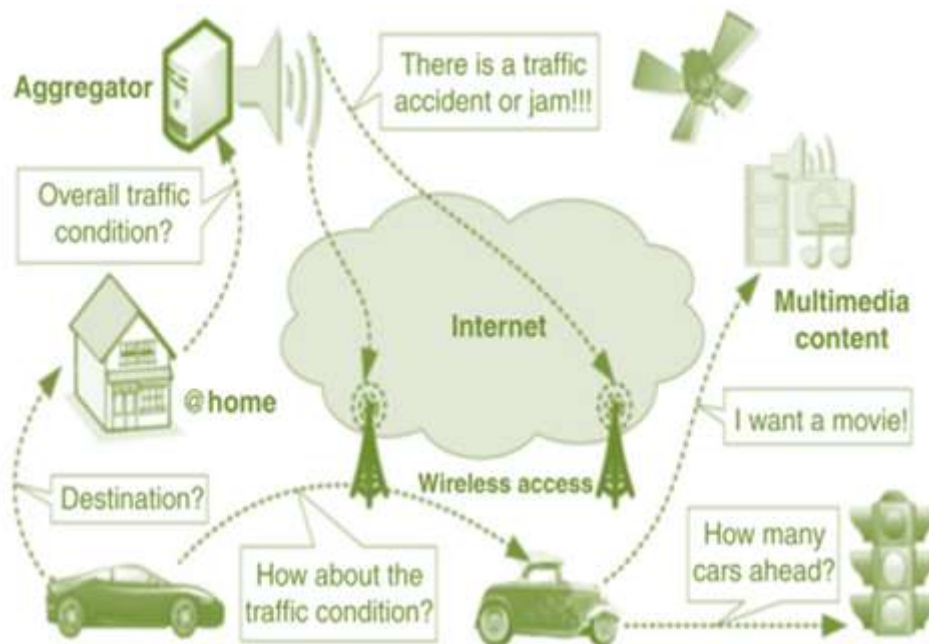 Aggregator
There is a traffic
accident or jam!!!
Overall traffic
condition?
Internet
Multimedia
content
@home
I want a movie!
Wireless access
Destination?
How about the
traffic condition?
How many
cars ahead?